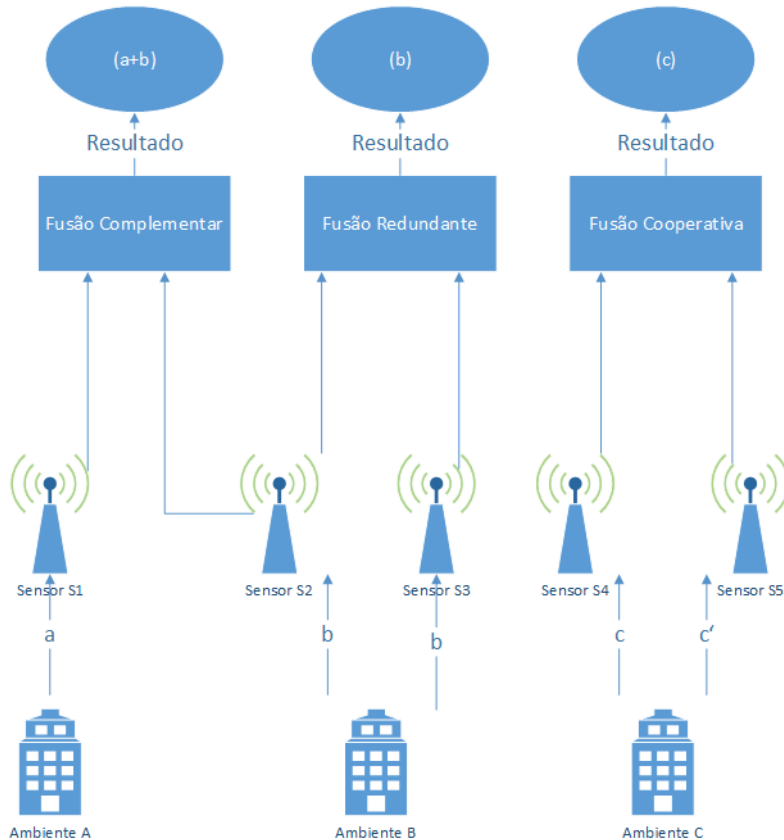 (a+b)
(b)
(c)
Resultado
Resultado
Resultado
Fusão Complementar
Fusão Redundante
Fusão Cooperativa
Sensor S1
Sensor S2
Sensor S3
Sensor S4
Sensor S5
a
b
b
c
c'
Ambiente A
Ambiente B
Ambiente C